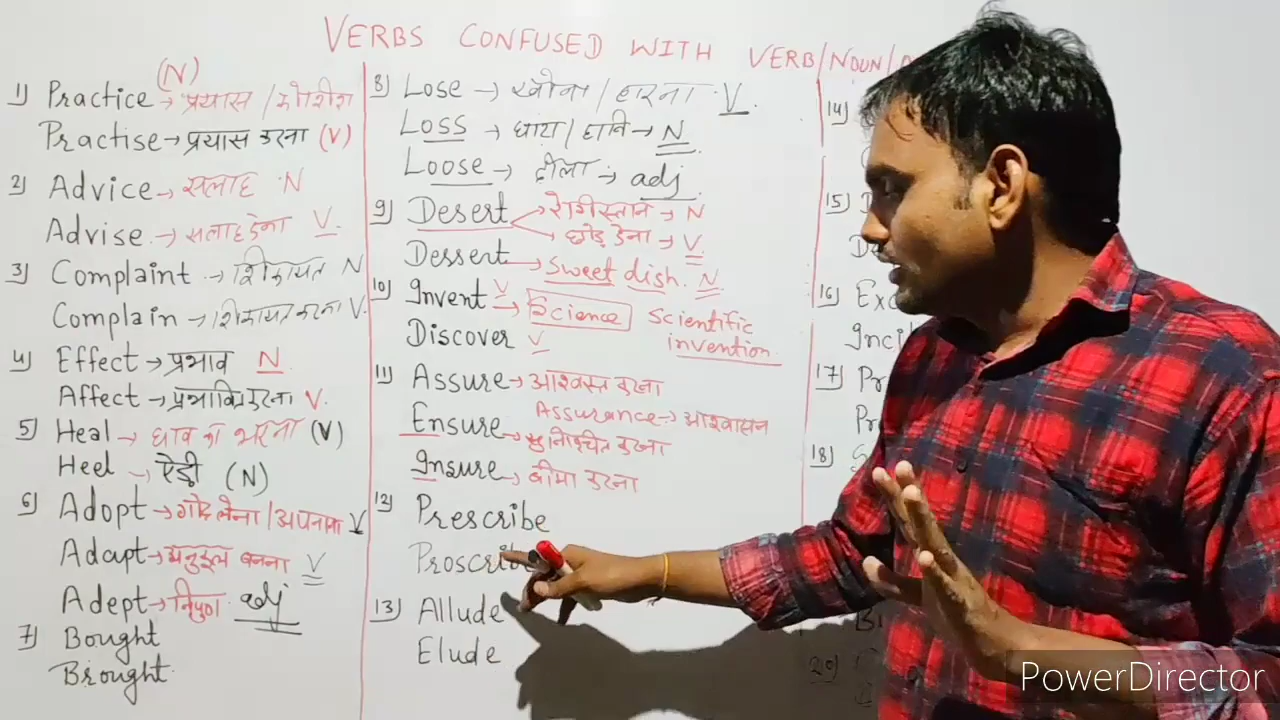 VERBS CONFUSED WITH VERB/NOUN/
1) Practice (N) → प्रयास / कोशिश
Practise → प्रयास करना (V)
2) Advice → सलाह N
Advise → सलाह देना V.
3) Complaint → शिकायत N
Complain → शिकायत करना V.
4) Effect → प्रभाव N
Affect → प्रभावित करना V.
5) Heal → घाव का भरना (V)
Heel → ऐड़ी (N)
6) Adopt → गोद लेना / अपनाना V
Adapt → अनुकूल बनना V
Adept → निपुण adj
7) Bought
Brought
8) Lose → खोना / हारना V.
Loss → घाटा / हानि → N
Loose → ढीला → adj
9) Desert → रेगिस्तान → N
→ छोड़ देना → V
Dessert → Sweet dish. N
10) Invent V → Science Scientific invention
Discover V
11) Assure → आश्वस्त करना
Assurance → आश्वासन
Ensure → सुनिश्चित करना
Insure → बीमा करना
12) Prescribe
13) Allude
Elude
14)
15)
16)
17)
18)
PowerDirector